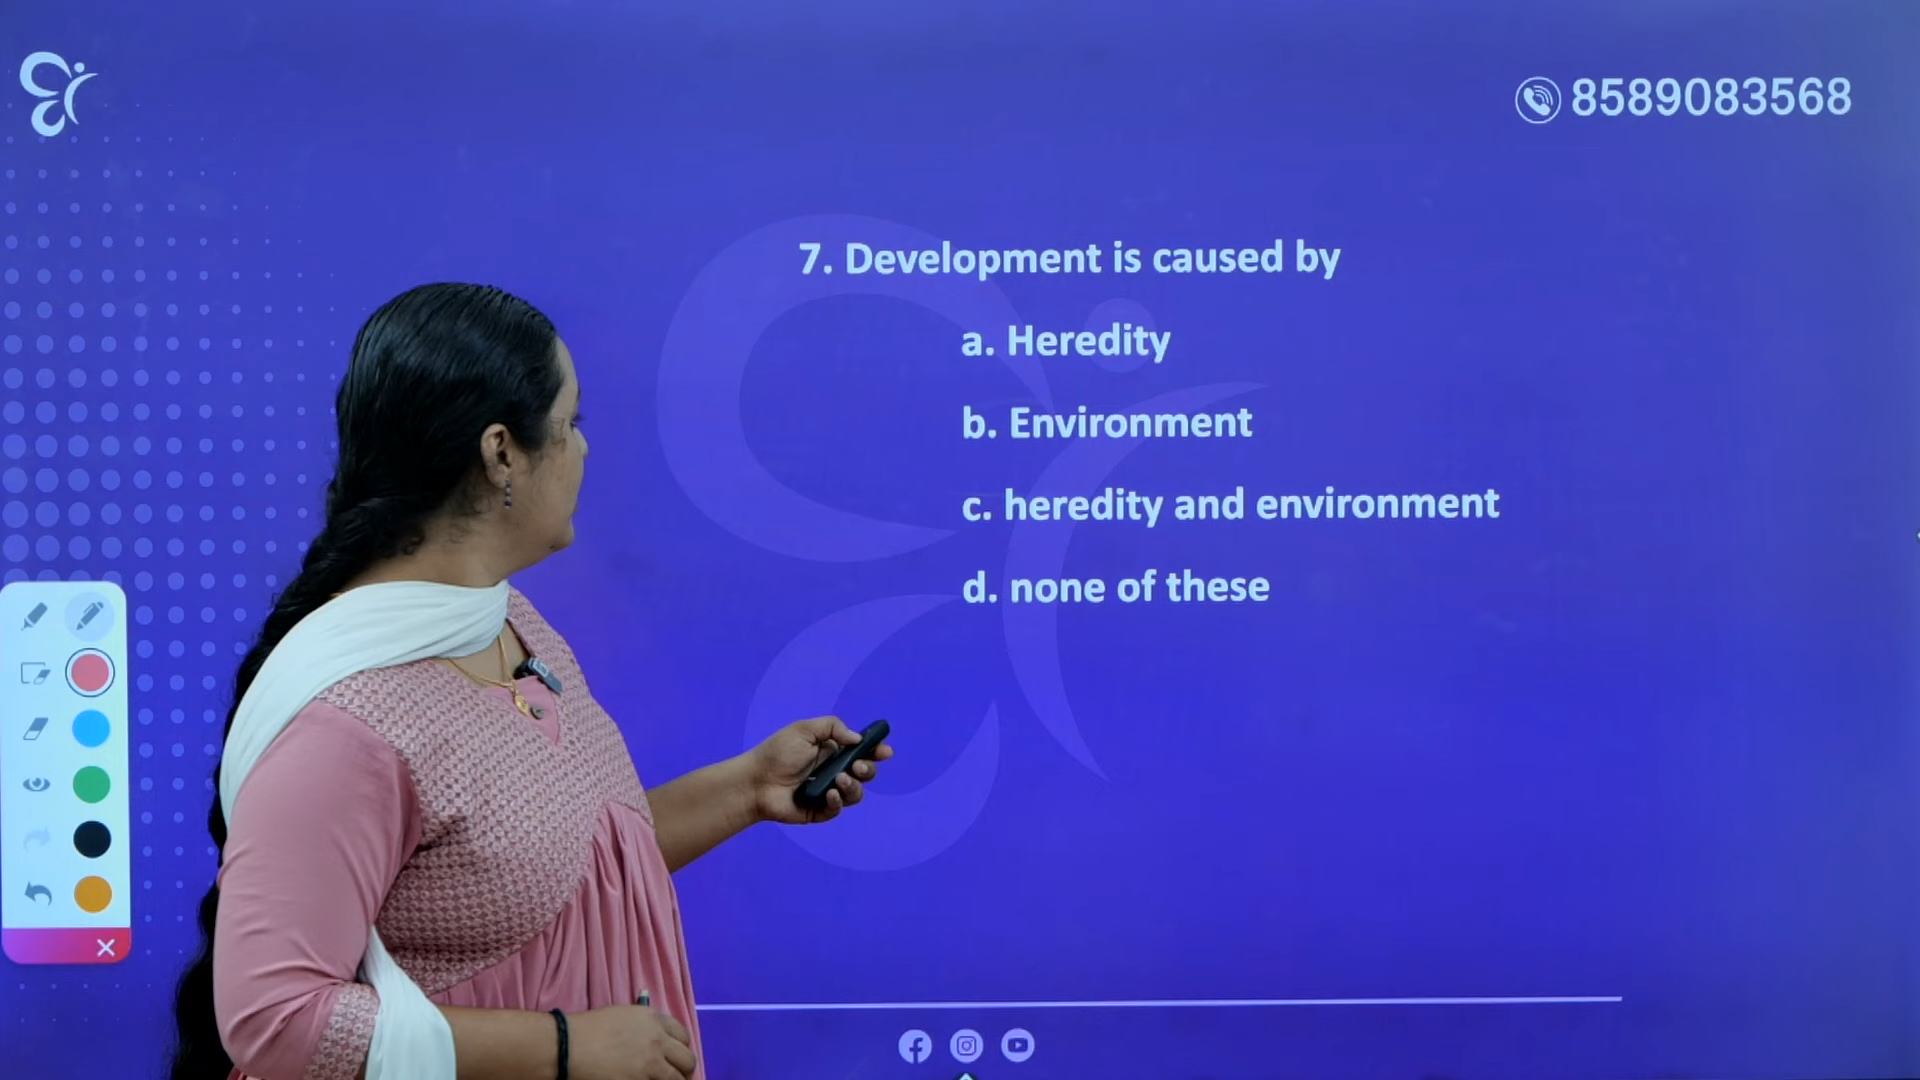 8589083568
7. Development is caused by
a. Heredity
b. Environment
c. heredity and environment
d. none of these